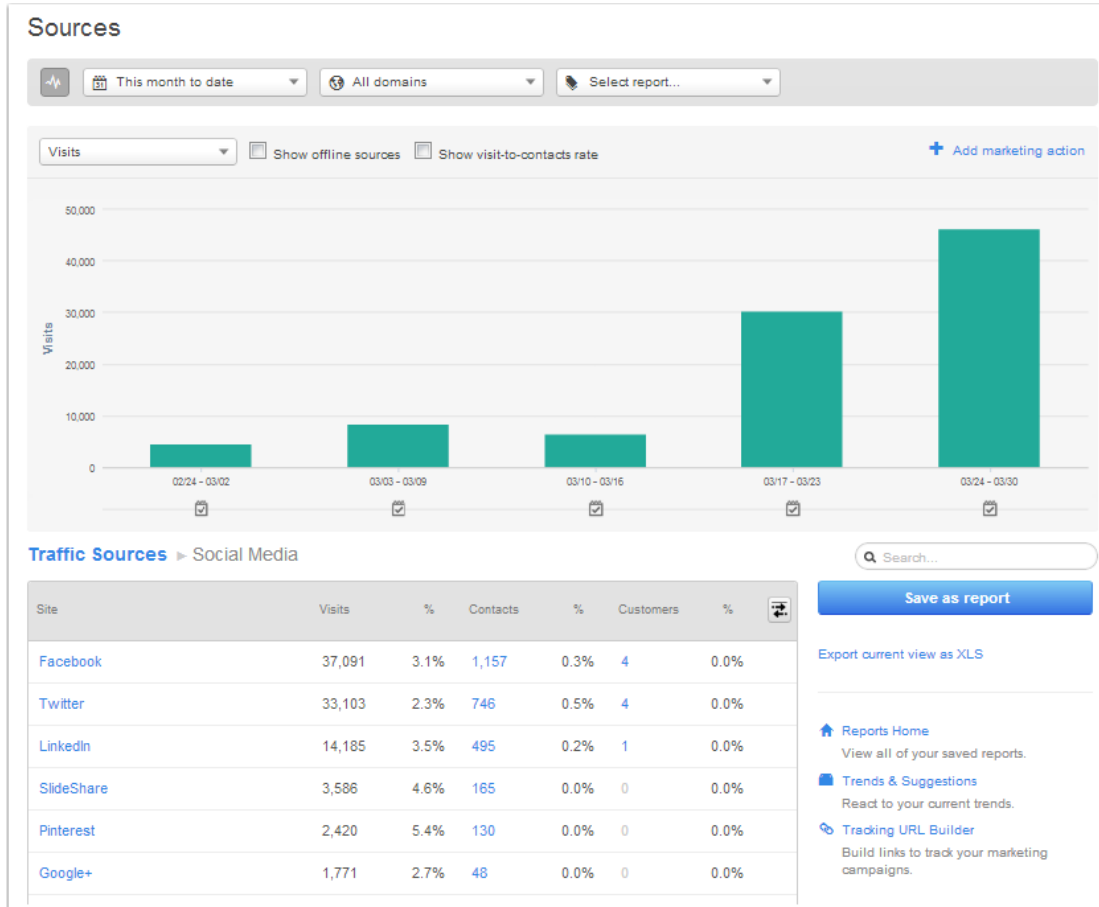 Sources
31 This month to date All domains Select report...
Visits Show offline sources Show visit-to-contacts rate Add marketing action
50,000
40,000
30,000
20,000
10,000
0
Visits
02/24 - 03/02 03/03 - 03/09 03/10 - 03/16 03/17 - 03/23 03/24 - 03/30
Traffic Sources ▸ Social Media Search...
Site Visits % Contacts % Customers %
Facebook 37,091 3.1% 1,157 0.3% 4 0.0%
Twitter 33,103 2.3% 746 0.5% 4 0.0%
LinkedIn 14,185 3.5% 495 0.2% 1 0.0%
SlideShare 3,586 4.6% 165 0.0% 0 0.0%
Pinterest 2,420 5.4% 130 0.0% 0 0.0%
Google+ 1,771 2.7% 48 0.0% 0 0.0%
Save as report
Export current view as XLS
Reports Home
View all of your saved reports.
Trends & Suggestions
React to your current trends.
Tracking URL Builder
Build links to track your marketing
campaigns.